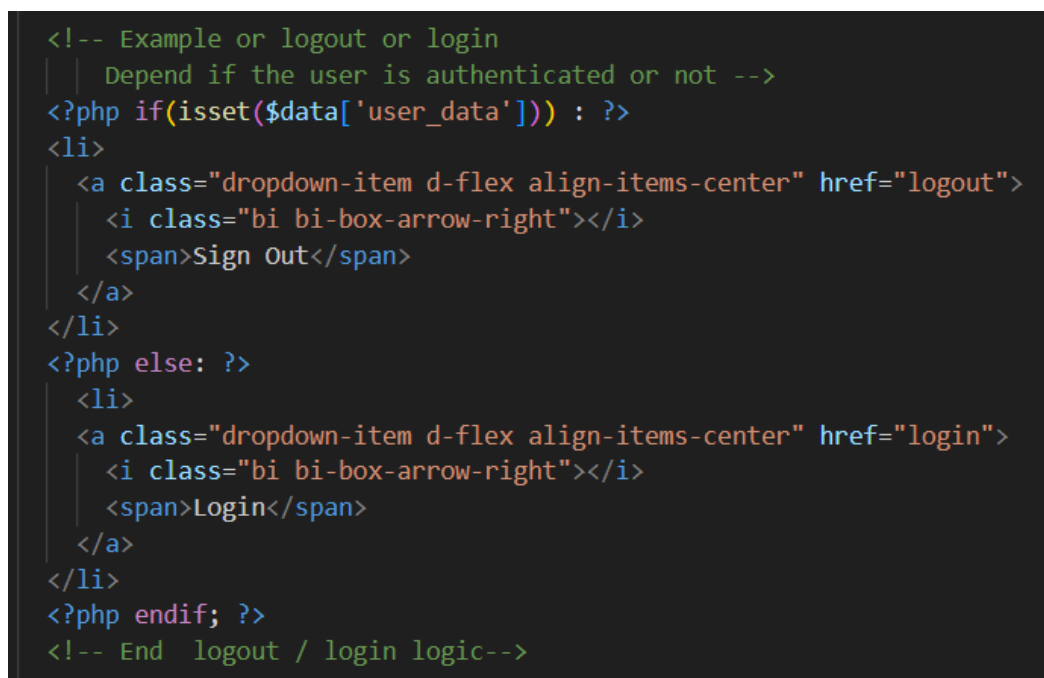 <!-- Example or logout or login
Depend if the user is authenticated or not -->
<?php if(isset($data['user_data'])) : ?>
<li>
<a class="dropdown-item d-flex align-items-center" href="logout">
<i class="bi bi-box-arrow-right"></i>
<span>Sign Out</span>
</a>
</li>
<?php else: ?>
<li>
<a class="dropdown-item d-flex align-items-center" href="login">
<i class="bi bi-box-arrow-right"></i>
<span>Login</span>
</a>
</li>
<?php endif; ?>
<!-- End  logout / login logic-->